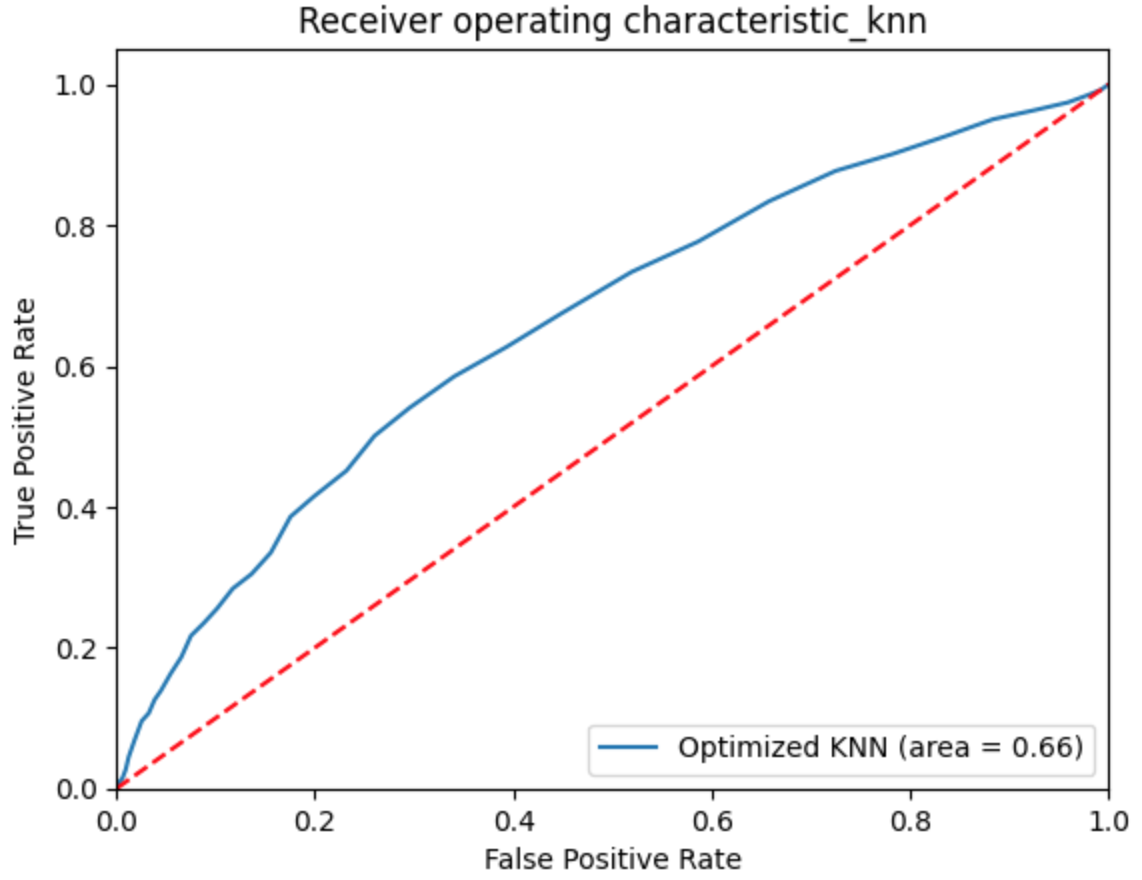 Receiver operating characteristic_knn
True Positive Rate
1.0
0.8
0.6
0.4
0.2
0.0
Optimized KNN (area = 0.66)
0.0 0.2 0.4 0.6 0.8 1.0
False Positive Rate